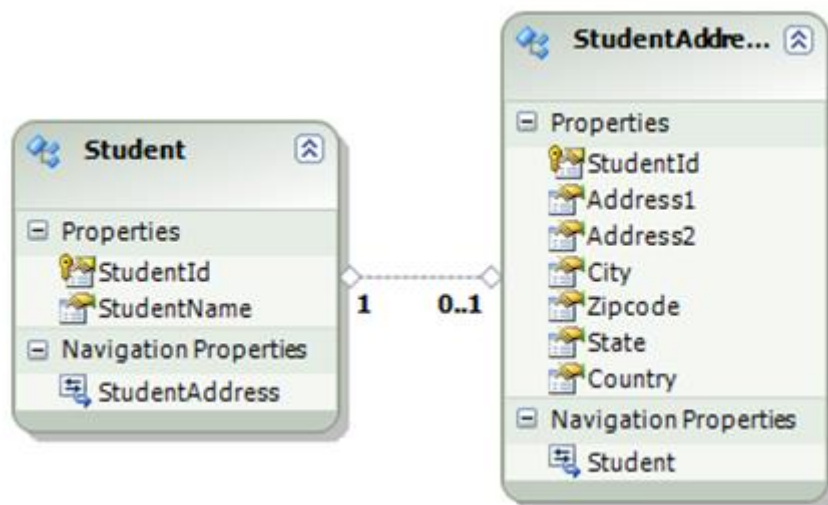 Student
Properties
StudentId
StudentName
Navigation Properties
StudentAddress
1
0..1
StudentAddre...
Properties
StudentId
Address1
Address2
City
Zipcode
State
Country
Navigation Properties
Student